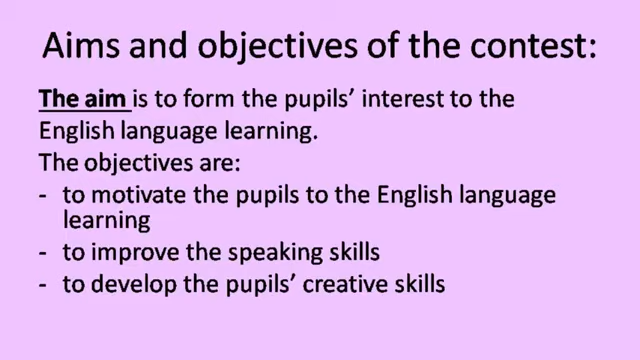 Aims and objectives of the contest:
The aim is to form the pupils’ interest to the
English language learning.
The objectives are:
- to motivate the pupils to the English language
learning
- to improve the speaking skills
- to develop the pupils’ creative skills